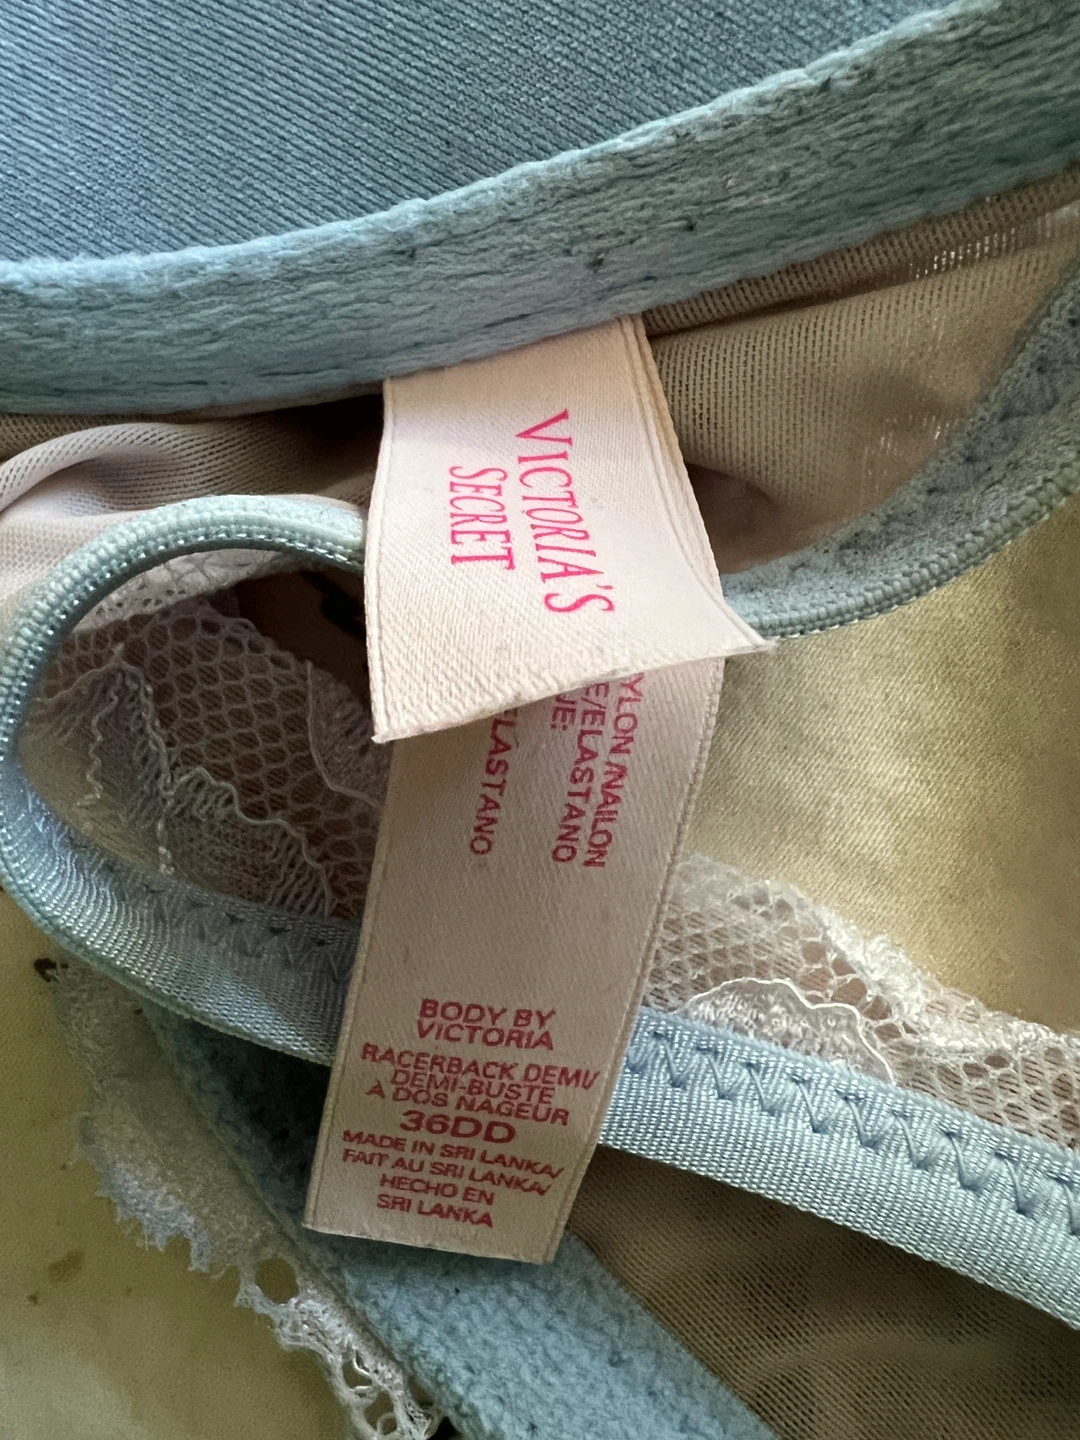 VICTORIA'S
SECRET
YLON /NAILON
E/ELASTANO
UE:
ELASTANO
BODY BY
VICTORIA
RACERBACK DEMI/
DEMI-BUSTE
A DOS NAGEUR
36DD
MADE IN SRI LANKA/
FAIT AU SRI LANKA/
HECHO EN
SRI LANKA